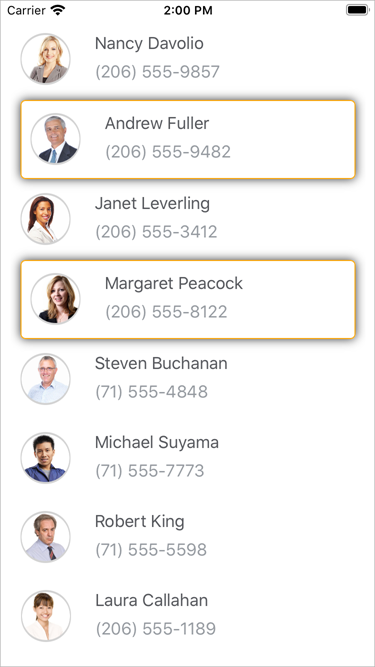 Carrier 2:00 PM
Nancy Davolio
(206) 555-9857
Andrew Fuller
(206) 555-9482
Janet Leverling
(206) 555-3412
Margaret Peacock
(206) 555-8122
Steven Buchanan
(71) 555-4848
Michael Suyama
(71) 555-7773
Robert King
(71) 555-5598
Laura Callahan
(206) 555-1189